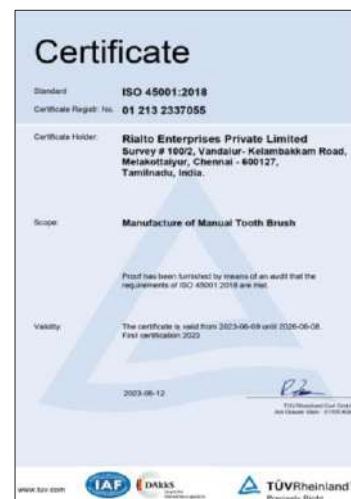 Certificate
Standard ISO 45001:2018
Certificate Registr. No. 01 213 2337055
Certificate Holder: Rialto Enterprises Private Limited
Survey # 100/2, Vandalur- Kelambakkam Road,
Melakottaiyur, Chennai - 600127,
Tamilnadu, India.
Scope: Manufacture of Manual Tooth Brush
Proof has been furnished by means of an audit that the
requirements of ISO 45001:2018 are met.
Validity: The certificate is valid from 2023-06-09 until 2026-06-08.
First certification 2023
2023-06-12
www.tuv.com
IAF
DAkkS
TÜVRheinland
Precisely Right.